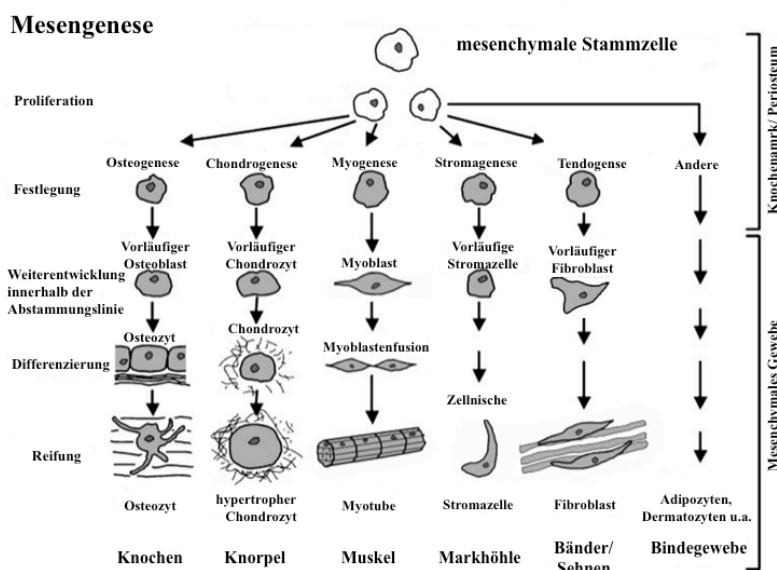 Mesengenese
mesenchymale Stammzelle
Proliferation
Osteogenese Chondrogenese Myogenese Stromagenese Tendogense Andere
Festlegung
Vorläufiger Osteoblast
Vorläufiger Chondrozyt
Myoblast
Vorläufige Stromazelle
Vorläufiger Fibroblast
Weiterentwicklung
innerhalb der
Abstammungslinie
Osteozyt
Chondrozyt
Myoblastenfusion
Differenzierung
Zellnische
Reifung
Osteozyt
hypertropher
Chondrozyt
Myotube
Stromazelle
Fibroblast
Adipozyten,
Dermatozyten u.a.
Knochen
Knorpel
Muskel
Markhöhle
Bänder/
Sehnen
Bindegewebe
Knochenamrk/ Periosteum
Mesenchymales Gewebe